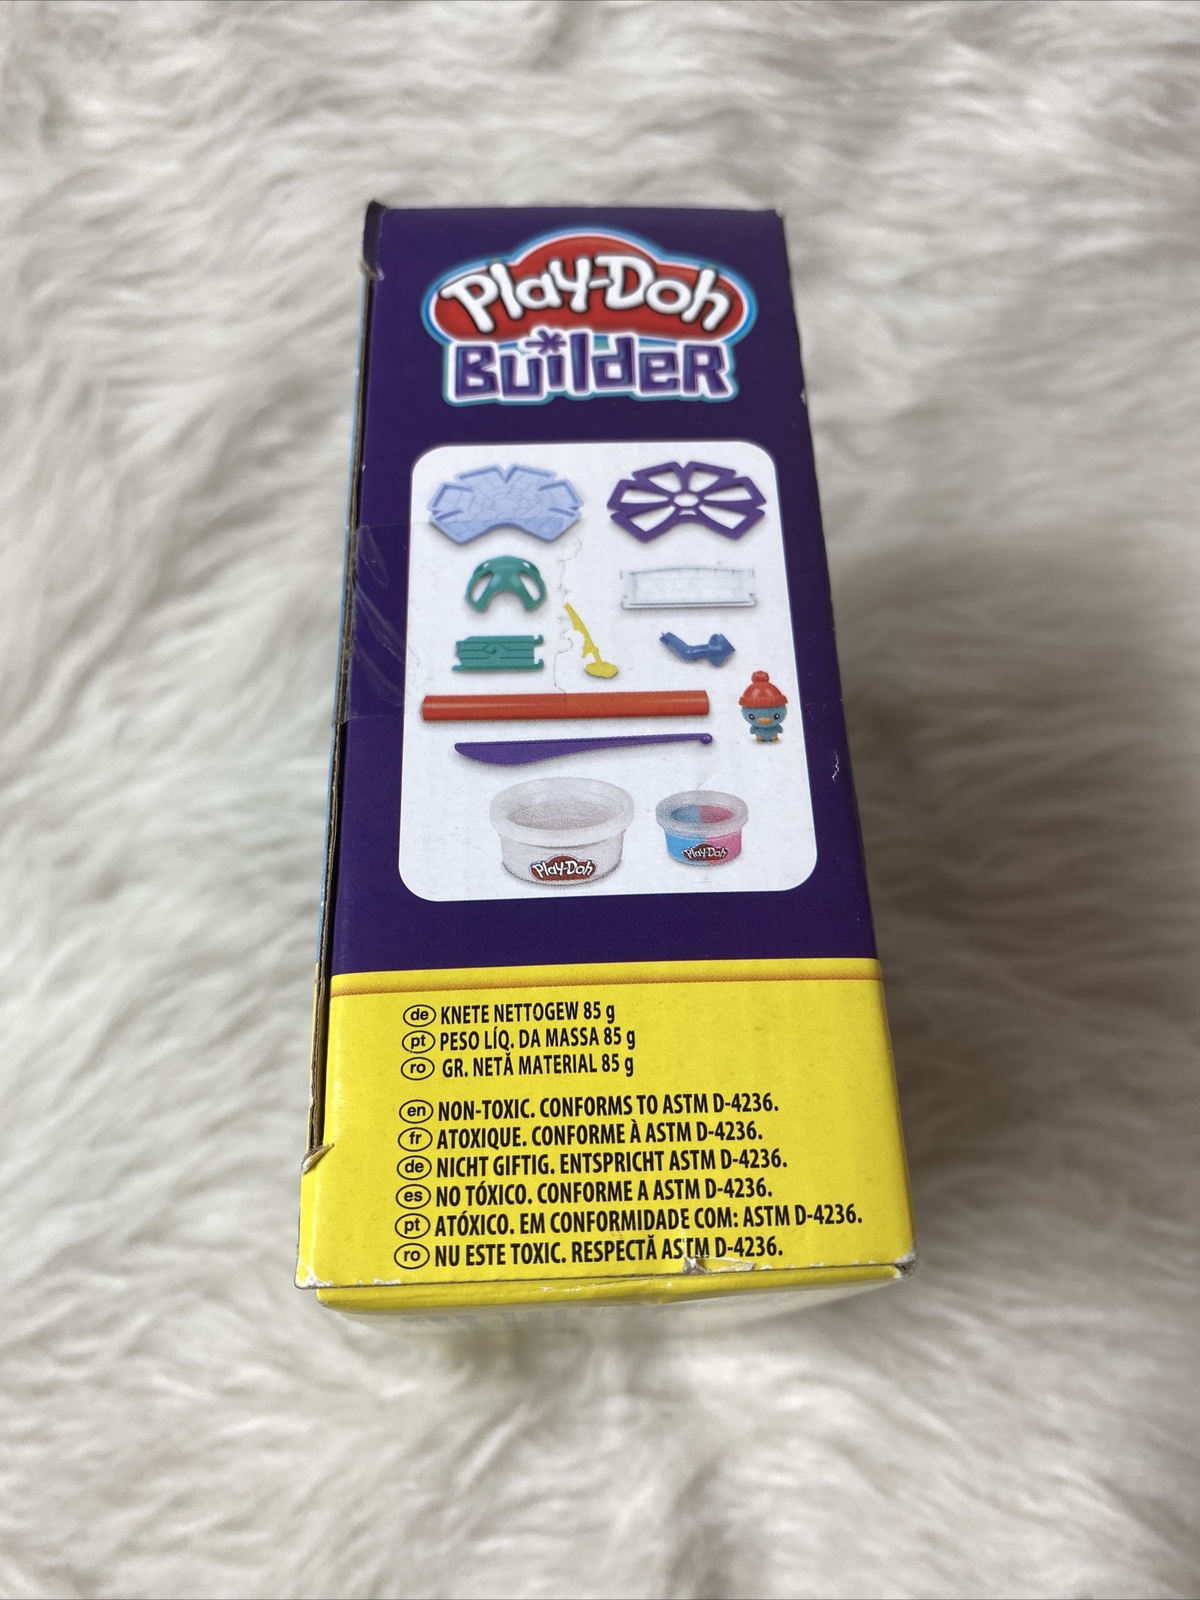 Play-Doh
Builder
Play-Doh
Play-Doh
de KNETE NETTOGEW 85 g
pt PESO LÍQ. DA MASSA 85 g
ro GR. NETĂ MATERIAL 85 g
en NON-TOXIC. CONFORMS TO ASTM D-4236.
fr ATOXIQUE. CONFORME À ASTM D-4236.
de NICHT GIFTIG. ENTSPRICHT ASTM D-4236.
es NO TÓXICO. CONFORME A ASTM D-4236.
pt ATÓXICO. EM CONFORMIDADE COM: ASTM D-4236.
ro NU ESTE TOXIC. RESPECTĂ ASTM D-4236.